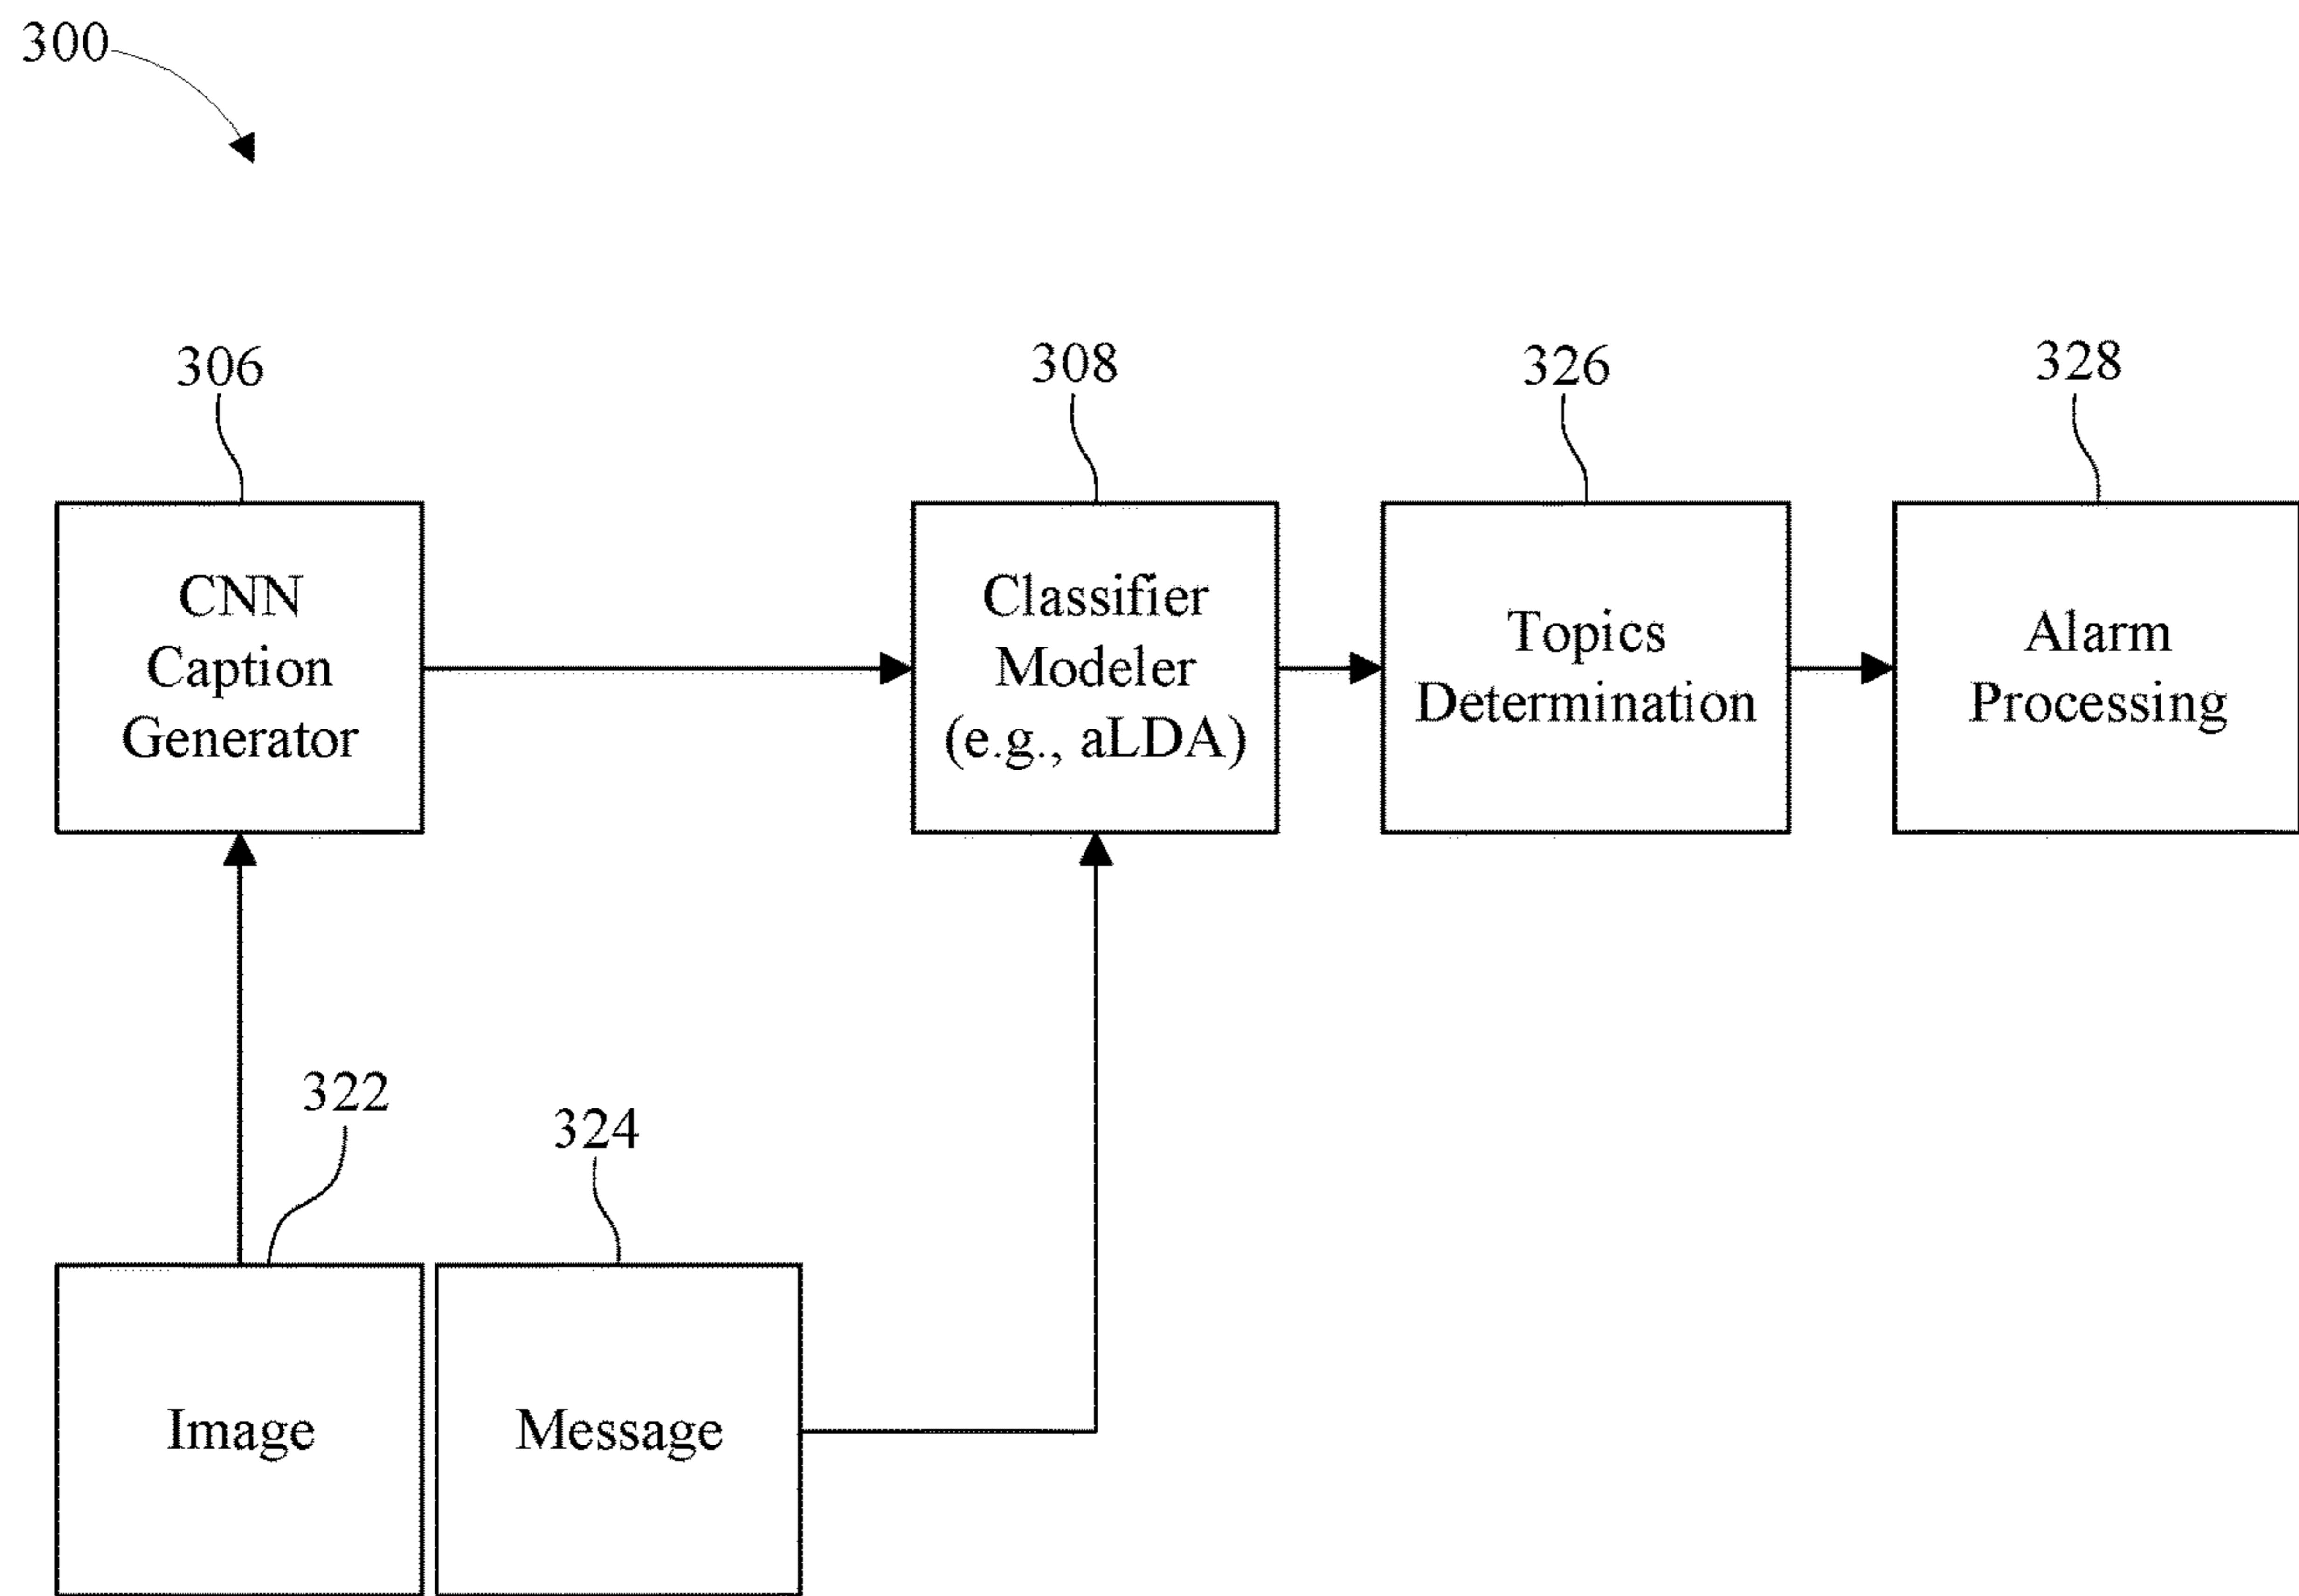 300
306
308
326
328
CNN
Caption
Generator
Classifier
Modeler
(e.g., aLDA)
Topics
Determination
Alarm
Processing
322
324
Image
Message